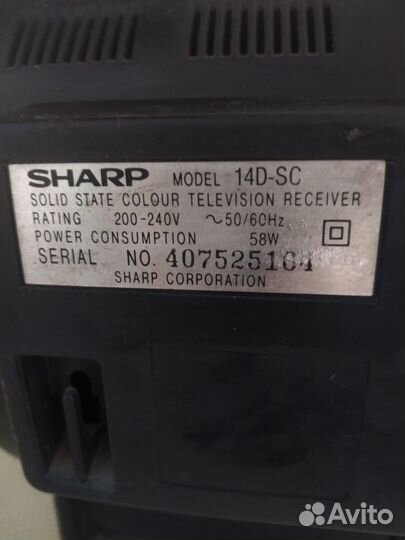 SHARP MODEL 14D-SC
SOLID STATE COLOUR TELEVISION RECEIVER
RATING 200-240V ~50/60Hz
POWER CONSUMPTION 58W
SERIAL NO. 407525184
SHARP CORPORATION
Avito